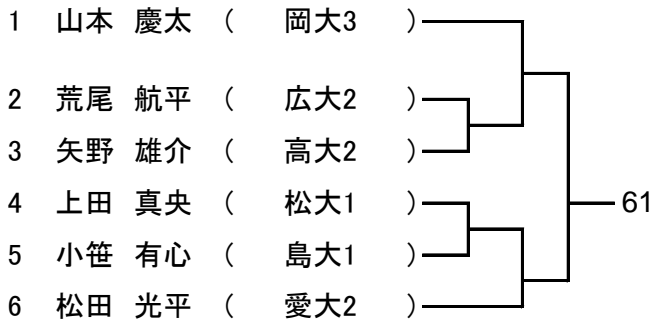 1 山本 慶太 ( 岡大3 )
2 荒尾 航平 ( 広大2 )
3 矢野 雄介 ( 高大2 )
4 上田 真央 ( 松大1 )
61
5 小笹 有心 ( 島大1 )
6 松田 光平 ( 愛大2 )